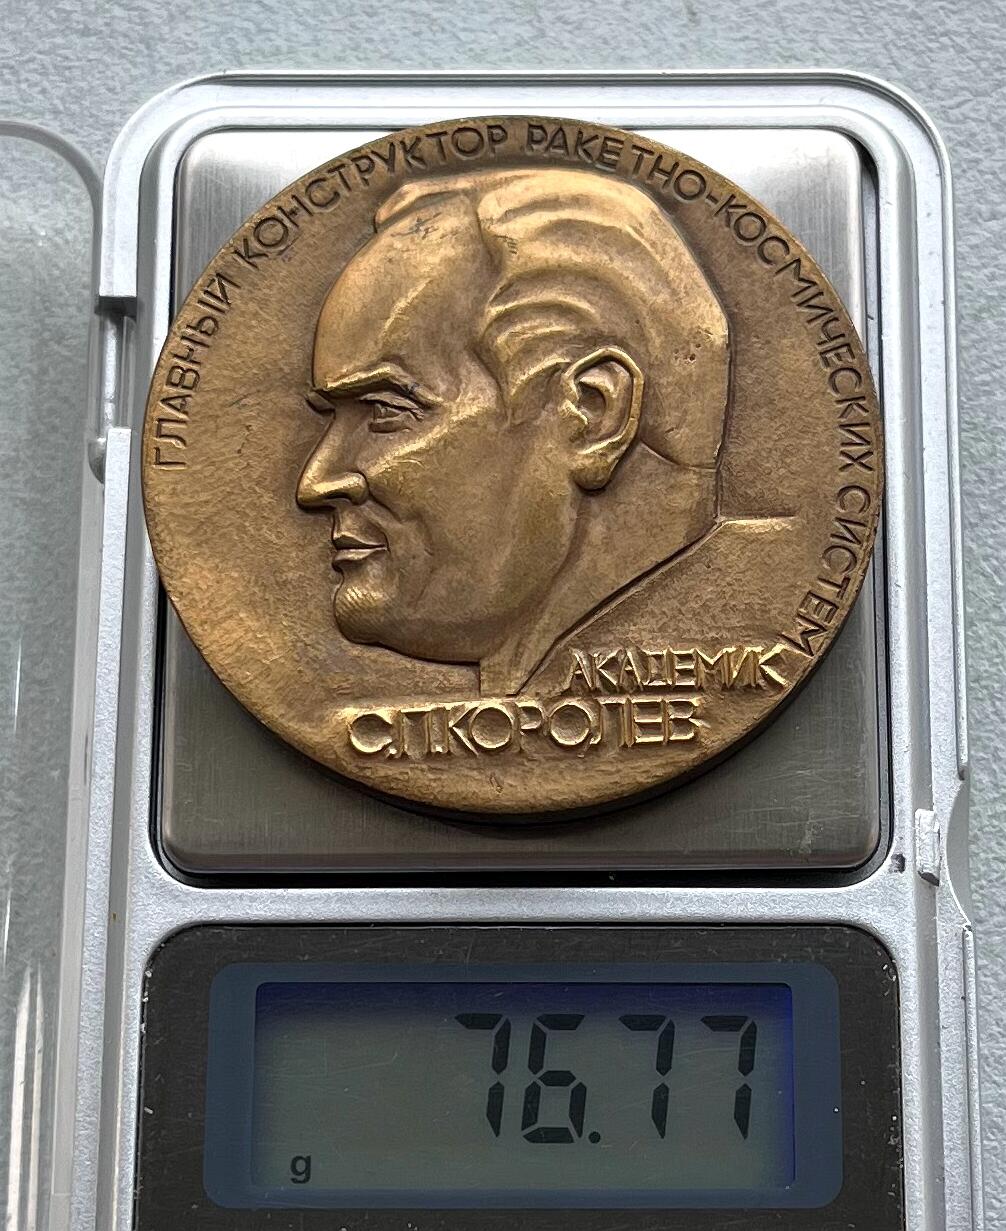 ГЛАВНЫЙ КОНСТРУКТОР РАКЕТНО-КОСМИЧЕСКИХ СИСТЕМ
АКАДЕМИК
С.П.КОРОЛЕВ
76.77
g